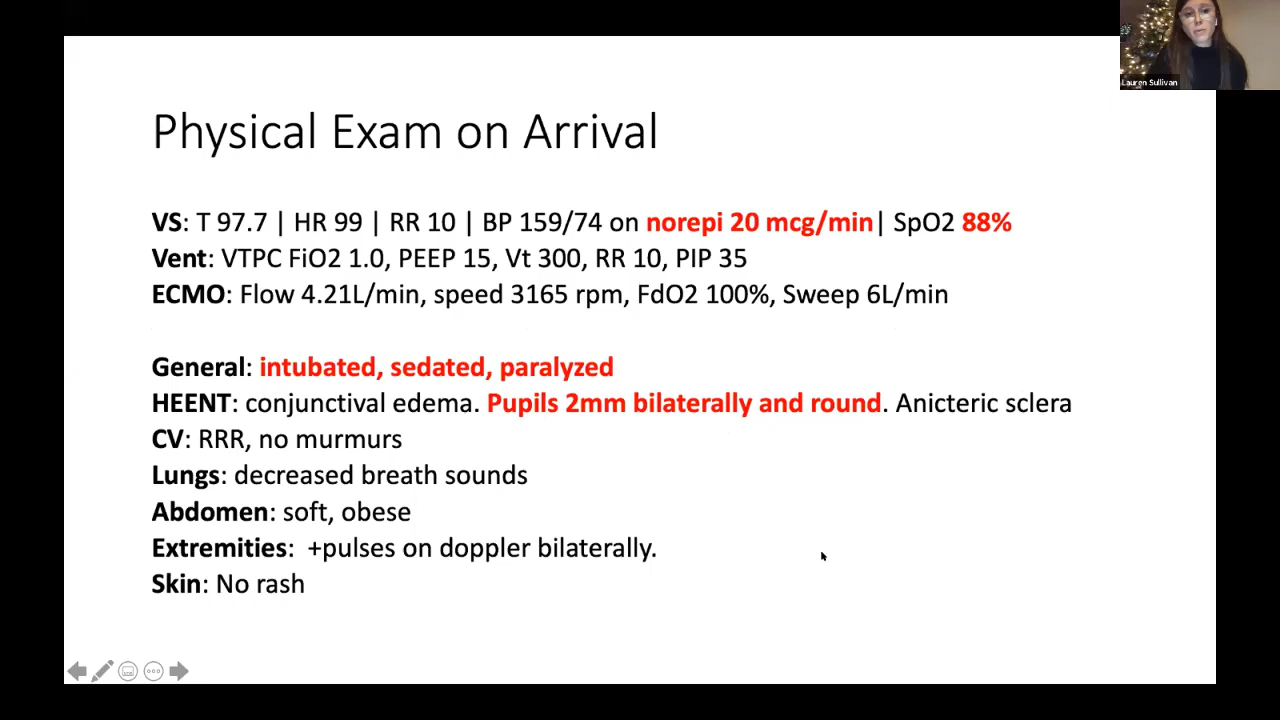 Lauren Sullivan
Physical Exam on Arrival
VS: T 97.7 | HR 99 | RR 10 | BP 159/74 on norepi 20 mcg/min| SpO2 88%
Vent: VTPC FiO2 1.0, PEEP 15, Vt 300, RR 10, PIP 35
ECMO: Flow 4.21L/min, speed 3165 rpm, FdO2 100%, Sweep 6L/min
General: intubated, sedated, paralyzed
HEENT: conjunctival edema. Pupils 2mm bilaterally and round. Anicteric sclera
CV: RRR, no murmurs
Lungs: decreased breath sounds
Abdomen: soft, obese
Extremities:  +pulses on doppler bilaterally.
Skin: No rash